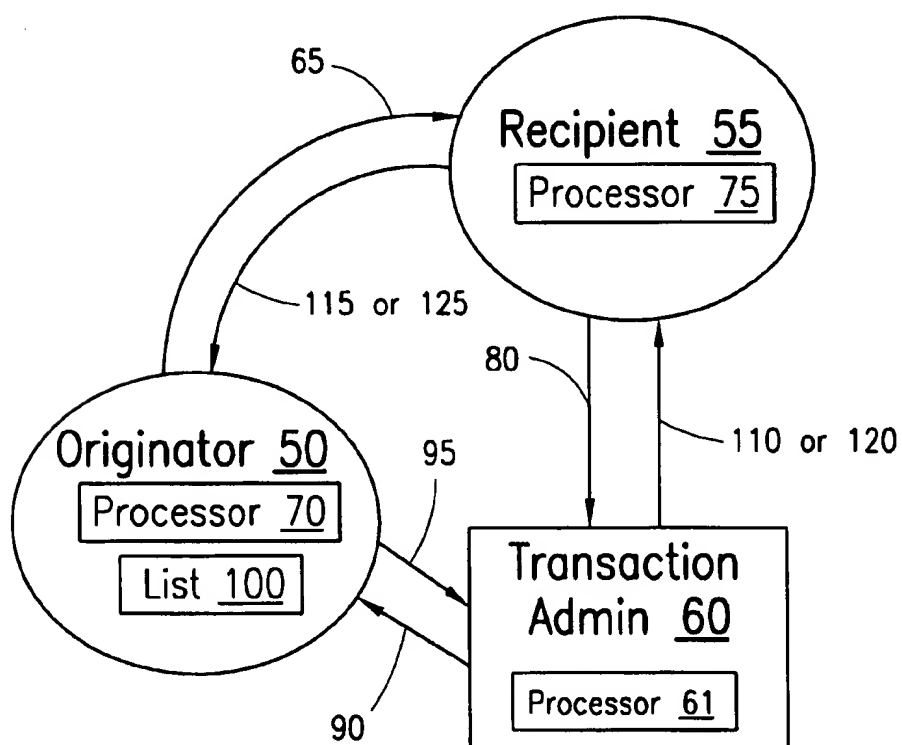 65
Recipient 55
Processor 75
115 or 125
80
110 or 120
Originator 50
Processor 70
List 100
95
90
Transaction
Admin 60
Processor 61